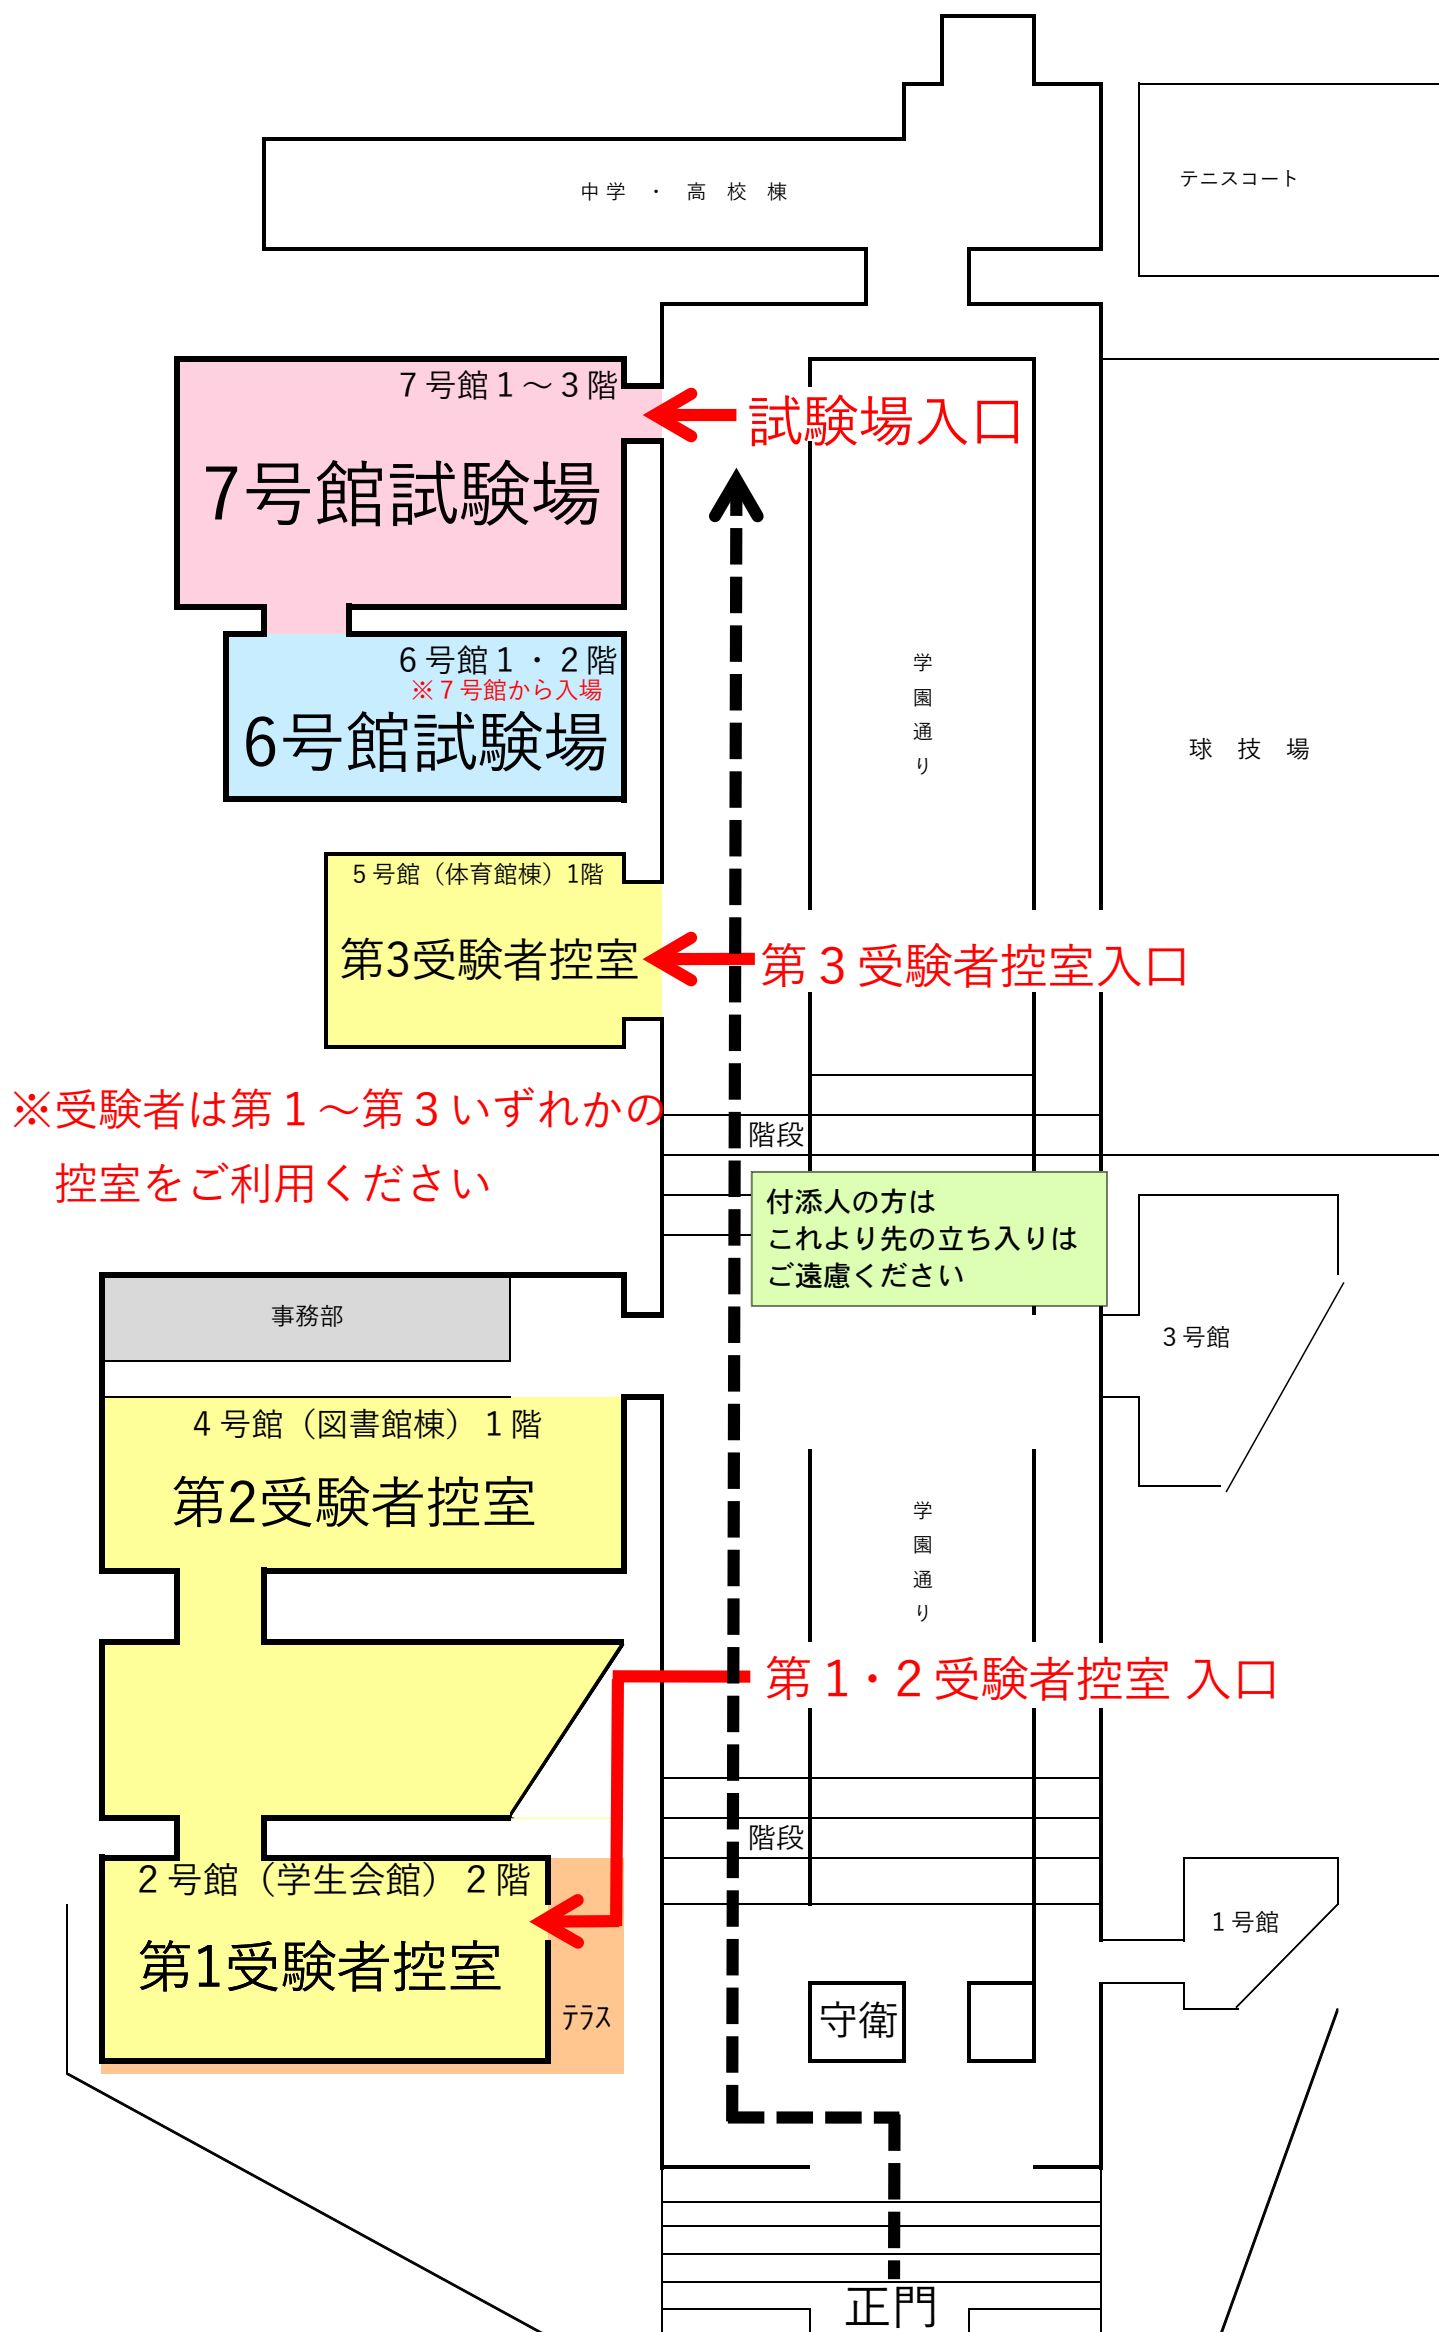 中学 ・ 高 校 棟
テニスコート
７号館１～３階
試験場入口
7号館試験場
６号館１・２階
※７号館から入場
6号館試験場
学園通り
球 技 場
５号館（体育館棟）1階
第3受験者控室
第３受験者控室入口
※受験者は第１～第３いずれかの
控室をご利用ください
階段
付添人の方は
これより先の立ち入りは
ご遠慮ください
事務部
３号館
４号館（図書館棟）１階
第2受験者控室
学園通り
第１・２受験者控室 入口
階段
２号館（学生会館）２階
第1受験者控室
ﾃﾗｽ
１号館
守衛
正門